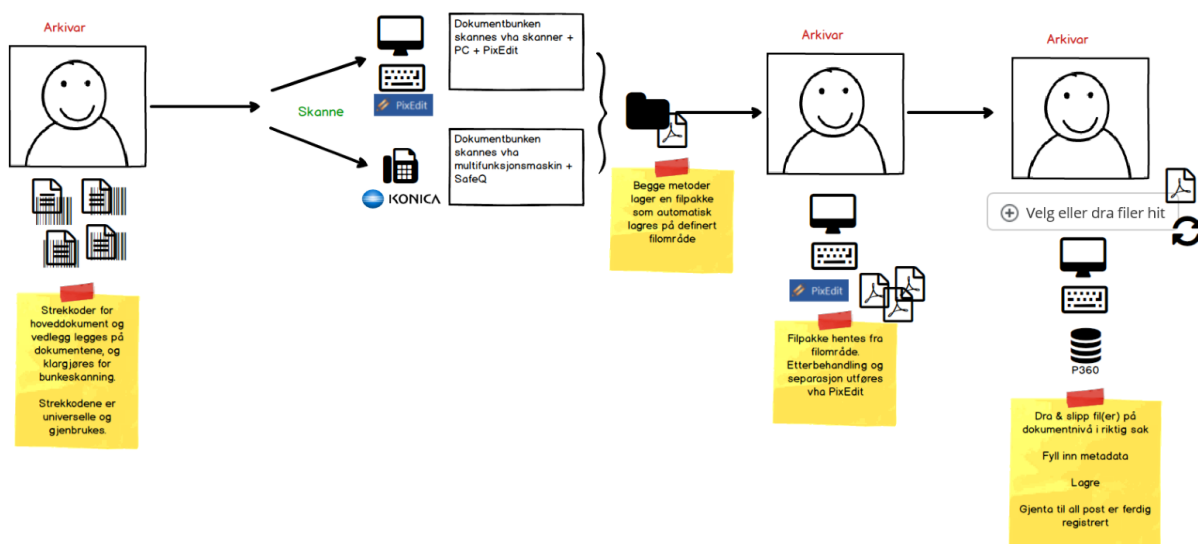 Arkivar
Skanne
PixEdit
KONICA
Dokumentbunken
skannes vha skanner +
PC + PixEdit
Dokumentbunken
skannes vha
multifunksjonsmaskin +
SafeQ
Arkivar
Arkivar
Strekkoder for
hoveddokument og
vedlegg legges på
dokumentene, og
klargjøres for
bunkeskanning.
Strekkodene er
universelle og
gjenbrukes.
Begge metoder
lager en filpakke
som automatisk
lagres på definert
filområde
PixEdit
Filpakke hentes fra
filområde.
Etterbehandling og
separasjon utføres
vha PixEdit
Velg eller dra filer hit
P360
Dra & slipp fil(er) på
dokumentnivå i riktig sak
Fyll inn metadata
Lagre
Gjenta til all post er ferdig
registrert